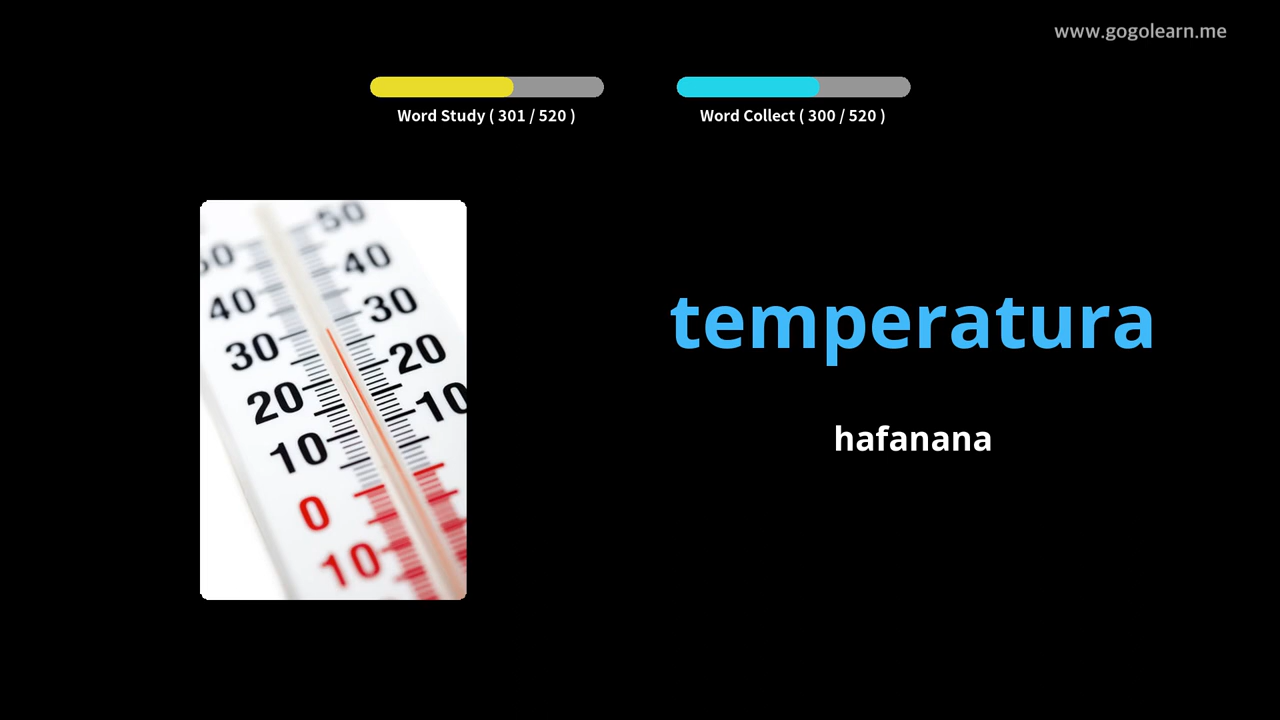 www.gogolearn.me
Word Study ( 301 / 520 )
Word Collect ( 300 / 520 )
50
50
40
40
30
30
20
20
10
10
0
10
temperatura
hafanana